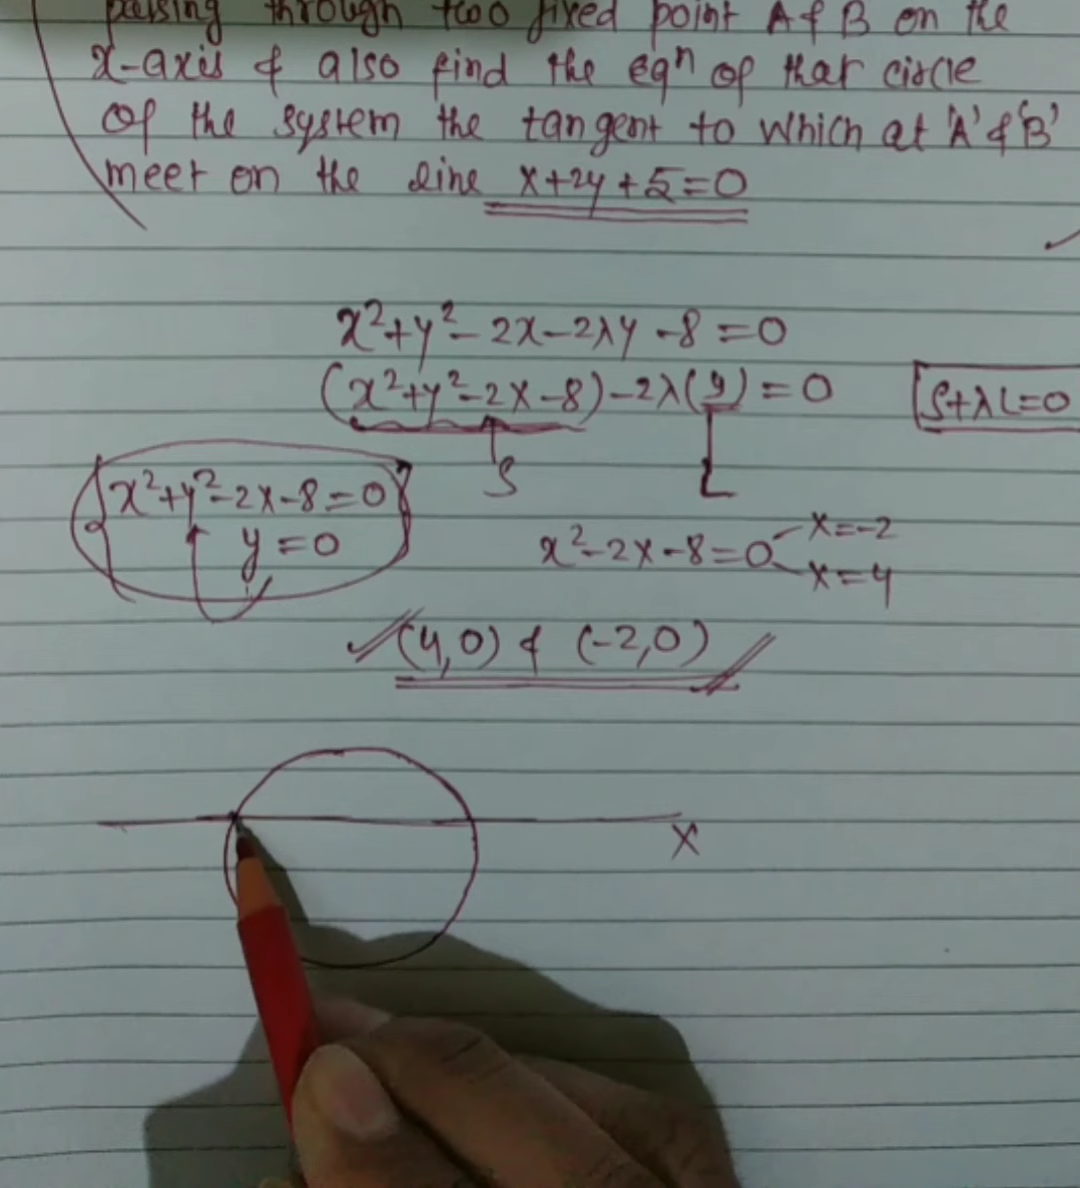 passing through two fixed point A & B on the
x-axis & also find the eqn of that circle
of the system the tangent to which at 'A' & 'B'
meet on the line x+2y+5=0
x²+y²-2x-2λy-8=0
(x²+y²-2x-8)-2λ(y)=0
S+λL=0
S
L
x²+y²-2x-8=0
y=0
x²-2x-8=0
x=-2
x=4
(4,0) & (-2,0)
X